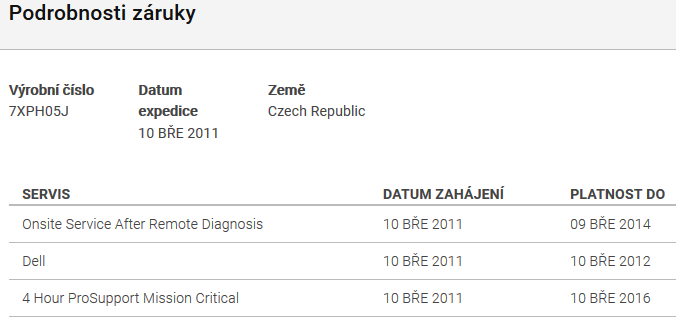 Podrobnosti záruky
Výrobní číslo Datum expedice Země
7XPH05J 10 BŘE 2011 Czech Republic
SERVIS DATUM ZAHÁJENÍ PLATNOST DO
Onsite Service After Remote Diagnosis 10 BŘE 2011 09 BŘE 2014
Dell 10 BŘE 2011 10 BŘE 2012
4 Hour ProSupport Mission Critical 10 BŘE 2011 10 BŘE 2016